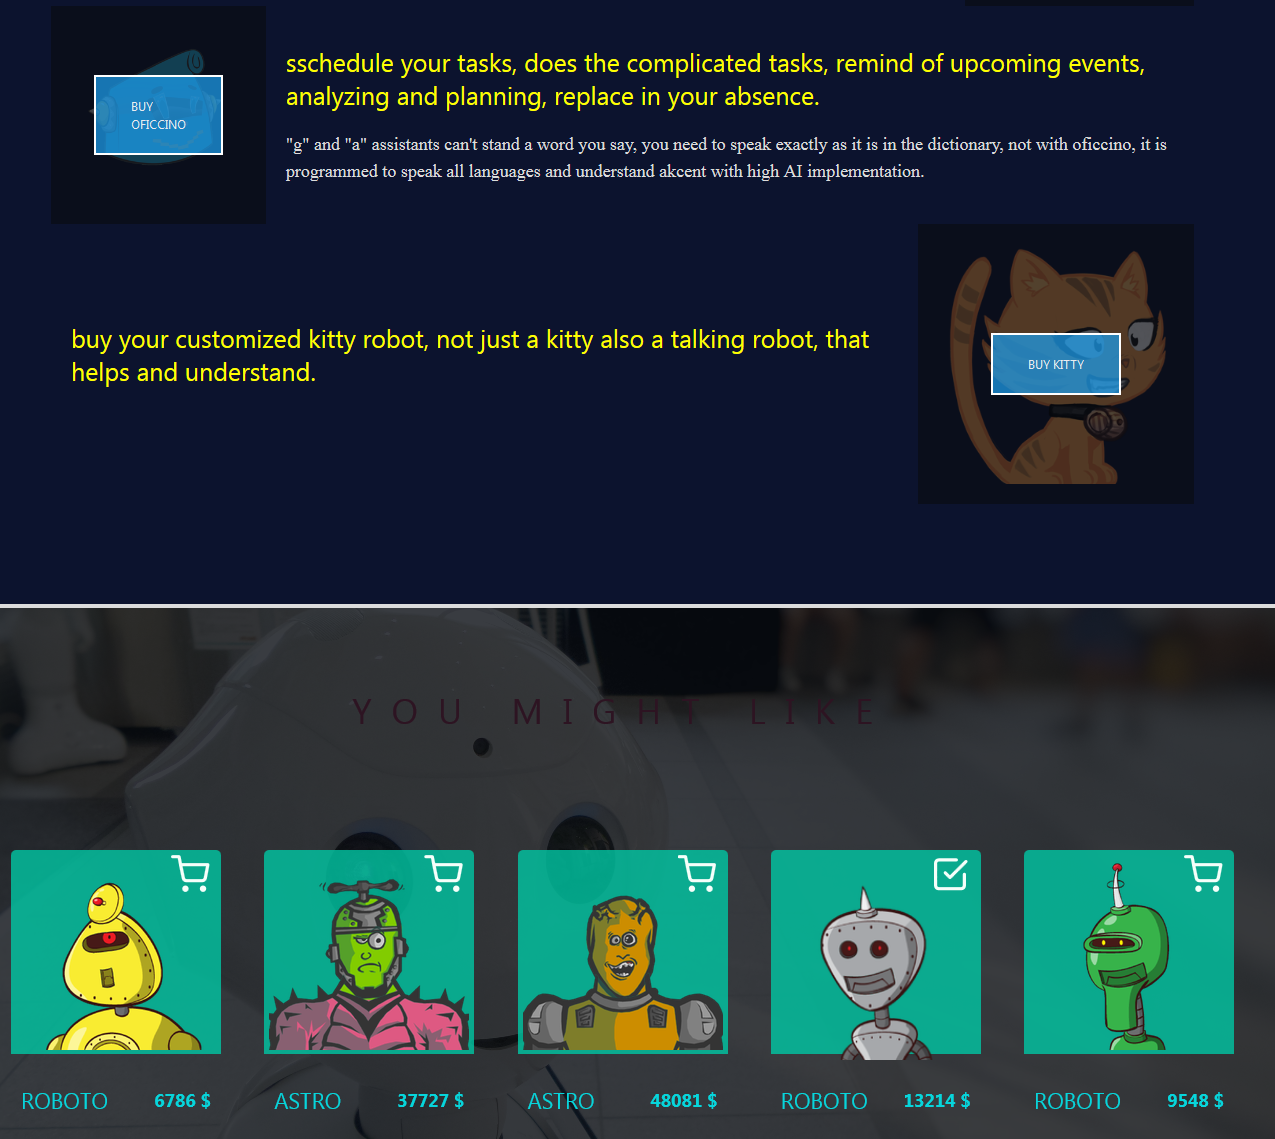 BUY
OFICCINO
sschedule your tasks, does the complicated tasks, remind of upcoming events,
analyzing and planning, replace in your absence.
"g" and "a" assistants can't stand a word you say, you need to speak exactly as it is in the dictionary, not with oficcino, it is
programmed to speak all languages and understand akcent with high AI implementation.
buy your customized kitty robot, not just a kitty also a talking robot, that
helps and understand.
BUY KITTY
YOU MIGHT LIKE
ROBOTO 6786 $
ASTRO 37727 $
ASTRO 48081 $
ROBOTO 13214 $
ROBOTO 9548 $